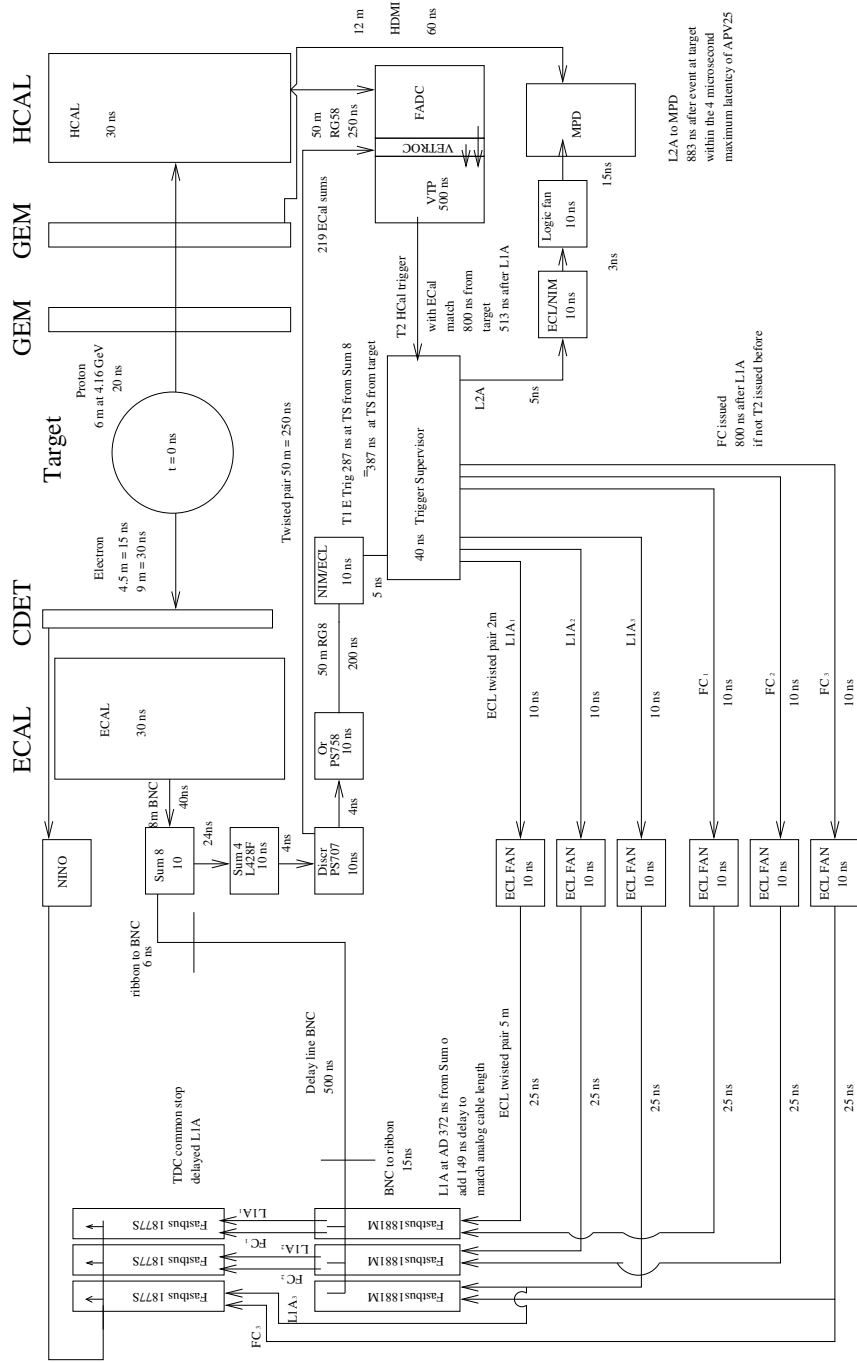 ECAL
CDET
Target
GEM
GEM
HCAL
NINO
ECAL
30 ns
Electron
4.5 m = 15 ns
9 m = 30 ns
t = 0 ns
Proton
6 m at 4.16 GeV
20 ns
HCAL
30 ns
12 m
HDMI
60 ns
8m BNC
40ns
Sum 8
10
24ns
Sum 4
L428F
10 ns
4ns
Discr
PS707
10ns
4ns
Or
PS758
10 ns
50 m RG8
200 ns
NIM/ECL
10 ns
5 ns
Twisted pair 50 m = 250 ns
219 ECal sums
50 m
RG58
250 ns
FADC
VETROC
VTP
500 ns
MPD
15ns
Logic fan
10 ns
3ns
ECL/NIM
10 ns
5ns
L2A
T2 HCal trigger
with ECal
match
800 ns from
target
513 ns after L1A
T1 E Trig 287 ns at TS from Sum 8
=387 ns at TS from target
40 ns Trigger Supervisor
L2A to MPD
883 ns after event at target
within the 4 microsecond
maximum latency of APV25
FC issued
800 ns after L1A
if not T2 issued before
ribbon to BNC
6 ns
TDC common stop
delayed L1A
Delay line BNC
500 ns
BNC to ribbon
15ns
L1A at AD 372 ns from Sum o
add 149 ns delay to
match analog cable length
Fastbus 1877S
Fastbus 1877S
Fastbus 1877S
Fastbus1881M
Fastbus1881M
Fastbus1881M
L1A1
FC1
L1A2
FC2
L1A3
FC3
ECL twisted pair 5 m
25 ns
25 ns
25 ns
25 ns
25 ns
25 ns
ECL FAN
10 ns
ECL FAN
10 ns
ECL FAN
10 ns
ECL FAN
10 ns
ECL FAN
10 ns
ECL FAN
10 ns
ECL twisted pair 2m
L1A1
10 ns
L1A2
10 ns
L1A3
10 ns
FC1
10 ns
FC2
10 ns
FC3
10 ns